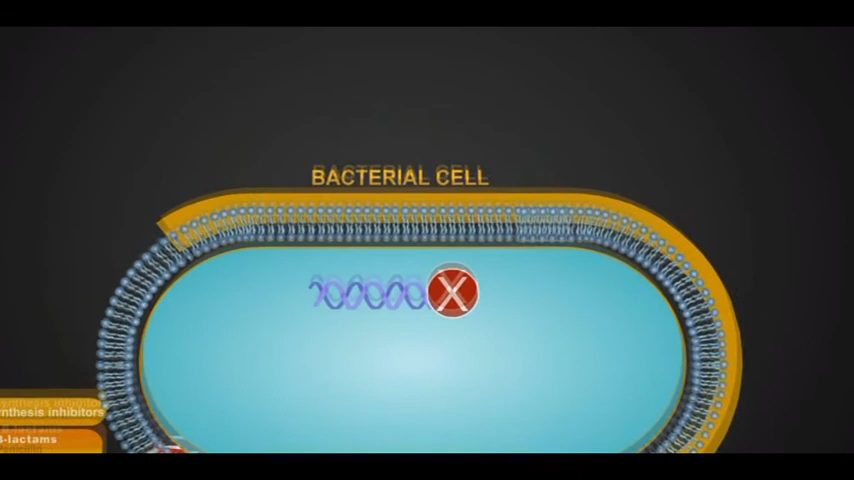 BACTERIAL CELL
X
nthesis inhibitors
B-lactams